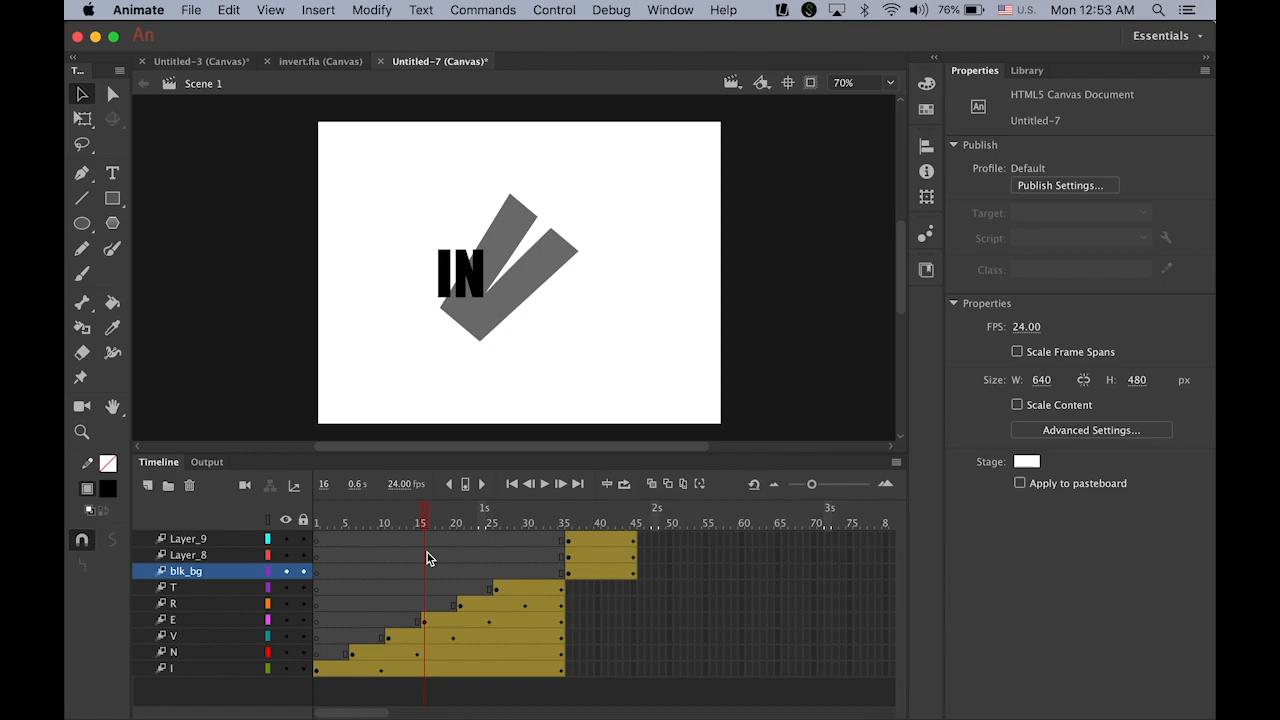 Animate File Edit View Insert Modify Text Commands Control Debug Window Help 76% U.S. Mon 12:53 AM
An Essentials
Untitled-3 (Canvas)* invert.fla (Canvas) Untitled-7 (Canvas)*
T...
Scene 1 70%
IN
Properties Library
An HTML5 Canvas Document
Untitled-7
Publish
Profile: Default
Publish Settings...
Target:
Script:
Class:
Properties
FPS: 24.00
Scale Frame Spans
Size: W: 640 H: 480 px
Scale Content
Advanced Settings...
Stage:
Apply to pasteboard
Timeline Output
16 0.6 s 24.00 fps
1s 2s 3s
1 5 10 15 20 25 30 35 40 45 50 55 60 65 70 75 8
Layer_9
Layer_8
blk_bg
T
R
E
V
N
I